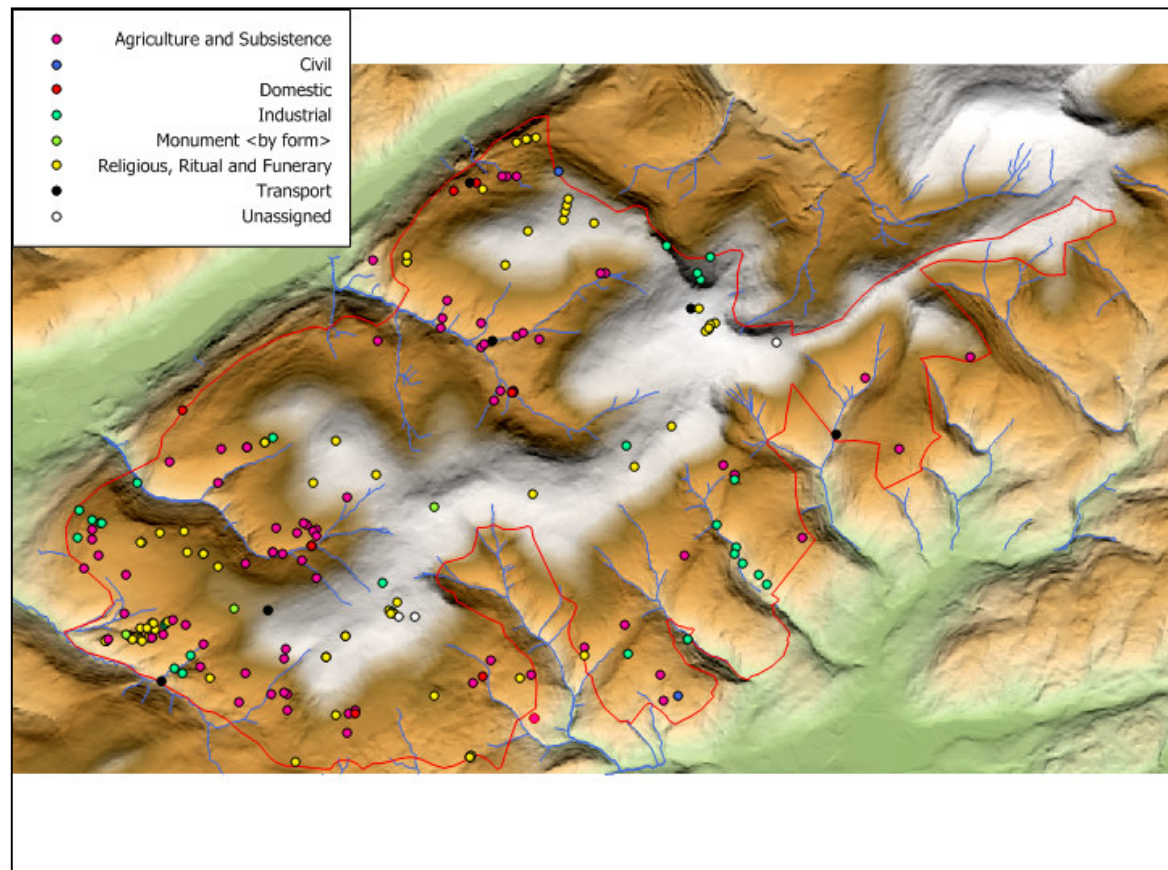 Agriculture and Subsistence
Civil
Domestic
Industrial
Monument <by form>
Religious, Ritual and Funerary
Transport
Unassigned